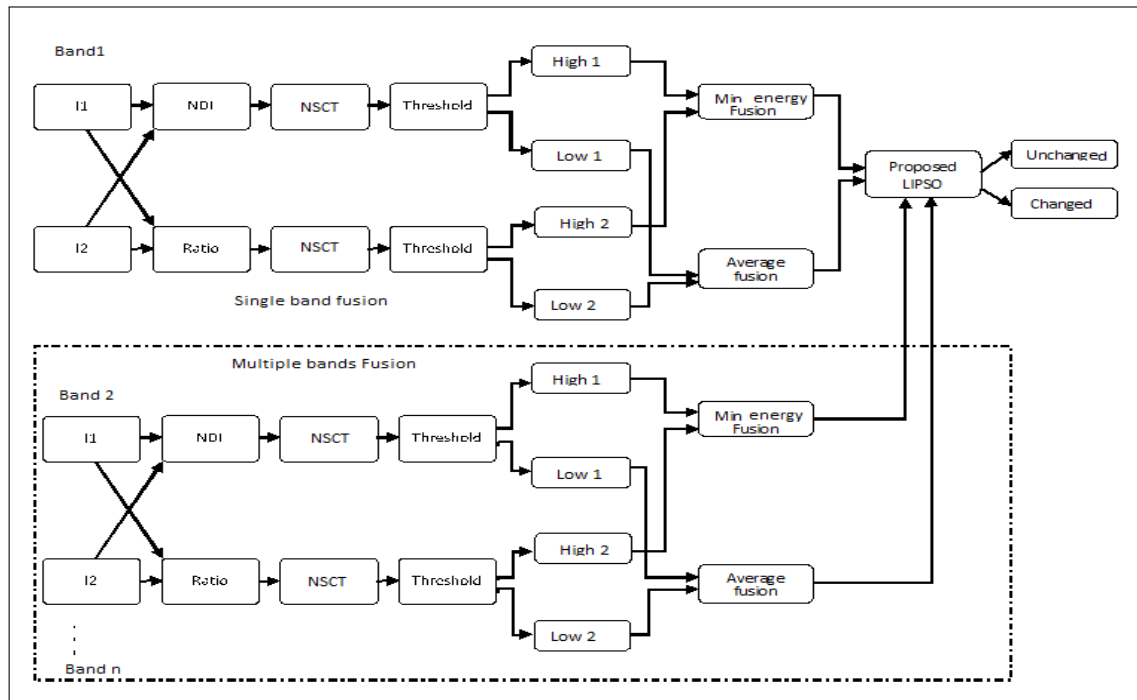 Band1
I1
NDI
NSCT
Threshold
High 1
Low 1
Min energy
Fusion
I2
Ratio
NSCT
Threshold
High 2
Low 2
Average
fusion
Proposed
LIPSO
Unchanged
Changed
Single band fusion
Multiple bands Fusion
Band 2
I1
NDI
NSCT
Threshold
High 1
Low 1
Min energy
Fusion
I2
Ratio
NSCT
Threshold
High 2
Low 2
Average
fusion
Band n